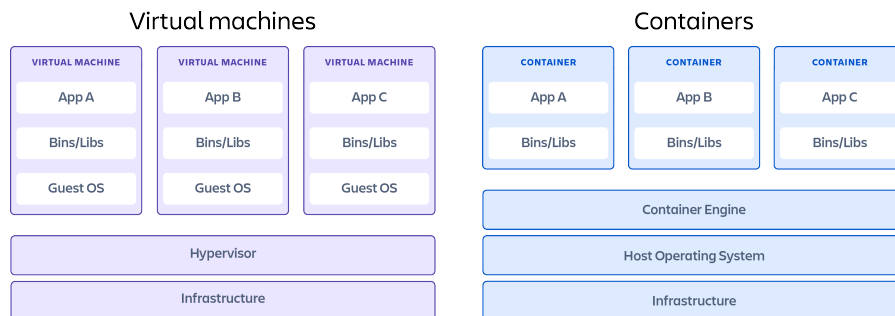 Virtual machines
VIRTUAL MACHINE
App A
Bins/Libs
Guest OS
VIRTUAL MACHINE
App B
Bins/Libs
Guest OS
VIRTUAL MACHINE
App C
Bins/Libs
Guest OS
Hypervisor
Infrastructure
Containers
CONTAINER
App A
Bins/Libs
CONTAINER
App B
Bins/Libs
CONTAINER
App C
Bins/Libs
Container Engine
Host Operating System
Infrastructure